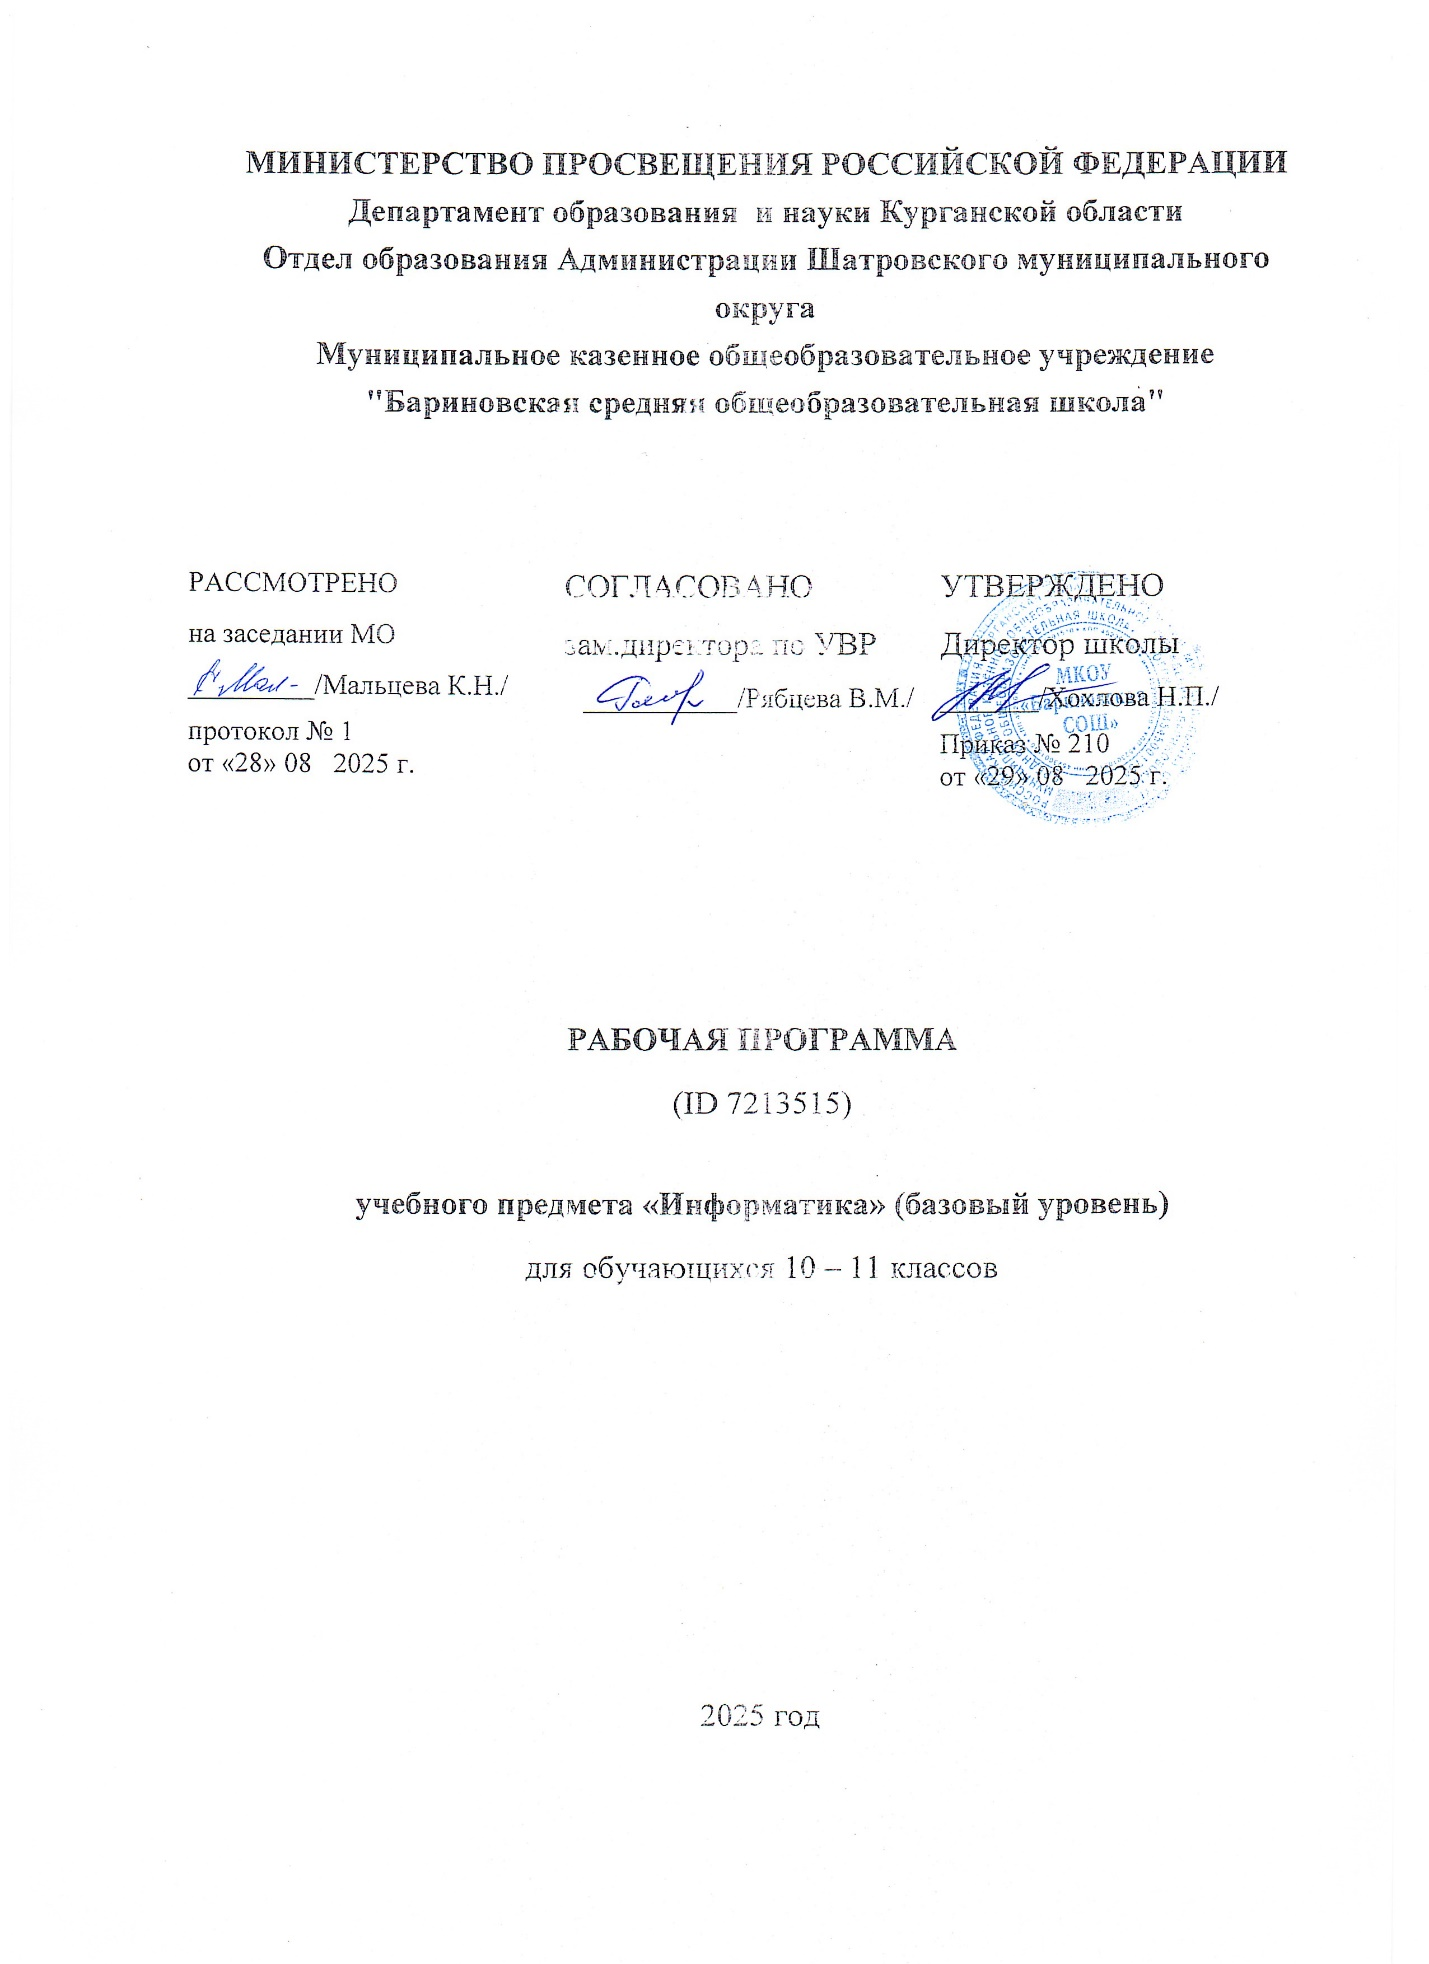 МИНИСТЕРСТВО ПРОСВЕЩЕНИЯ РОССИЙСКОЙ ФЕДЕРАЦИИ
Департамент образования и науки Курганской области
Отдел образования Администрации Шатровского муниципального
округа
Муниципальное казенное общеобразовательное учреждение
"Бариновская средняя общеобразовательная школа"
РАССМОТРЕНО
на заседании МО
/Мальцева К.Н./
протокол № 1
от «28» 08 2025 г.
СОГЛАСОВАНО
зам.директора по УВР
/Рябцева В.М./
УТВЕРЖДЕНО
Директор школы
/Хохлова Н.П./
Приказ № 210
от «29» 08 2025 г.
МКОУ
СОШ»
РАБОЧАЯ ПРОГРАММА
(ID 7213515)
учебного предмета «Информатика» (базовый уровень)
для обучающихся 10 – 11 классов
2025 год